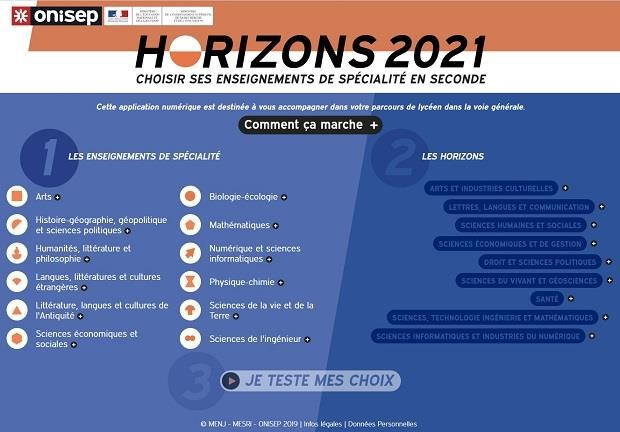 onisep
HORIZONS 2021
CHOISIR SES ENSEIGNEMENTS DE SPÉCIALITÉ EN SECONDE
Cette application numérique est destinée à vous accompagner dans votre parcours de lycéen dans la voie générale.
Comment ça marche +
1 LES ENSEIGNEMENTS DE SPÉCIALITÉ
Arts +
Histoire-géographie, géopolitique
et sciences politiques +
Humanités, littérature et
philosophie +
Langues, littératures et cultures
étrangères +
Littérature, langues et cultures de
l'Antiquité +
Sciences économiques et
sociales +
Biologie-écologie +
Mathématiques +
Numérique et sciences
informatiques +
Physique-chimie +
Sciences de la vie et de la
Terre +
Sciences de l'ingénieur +
2 LES HORIZONS
ARTS ET INDUSTRIES CULTURELLES +
LETTRES, LANGUES ET COMMUNICATION +
SCIENCES HUMAINES ET SOCIALES +
SCIENCES ÉCONOMIQUES ET DE GESTION +
DROIT ET SCIENCES POLITIQUES +
SCIENCES DU VIVANT ET GÉOSCIENCES +
SANTÉ +
SCIENCES, TECHNOLOGIE INGÉNIERIE ET MATHÉMATIQUES +
SCIENCES INFORMATIQUES ET INDUSTRIES DU NUMÉRIQUE +
3 JE TESTE MES CHOIX
© MENJ - MESRI - ONISEP 2019 | Infos légales | Données Personnelles